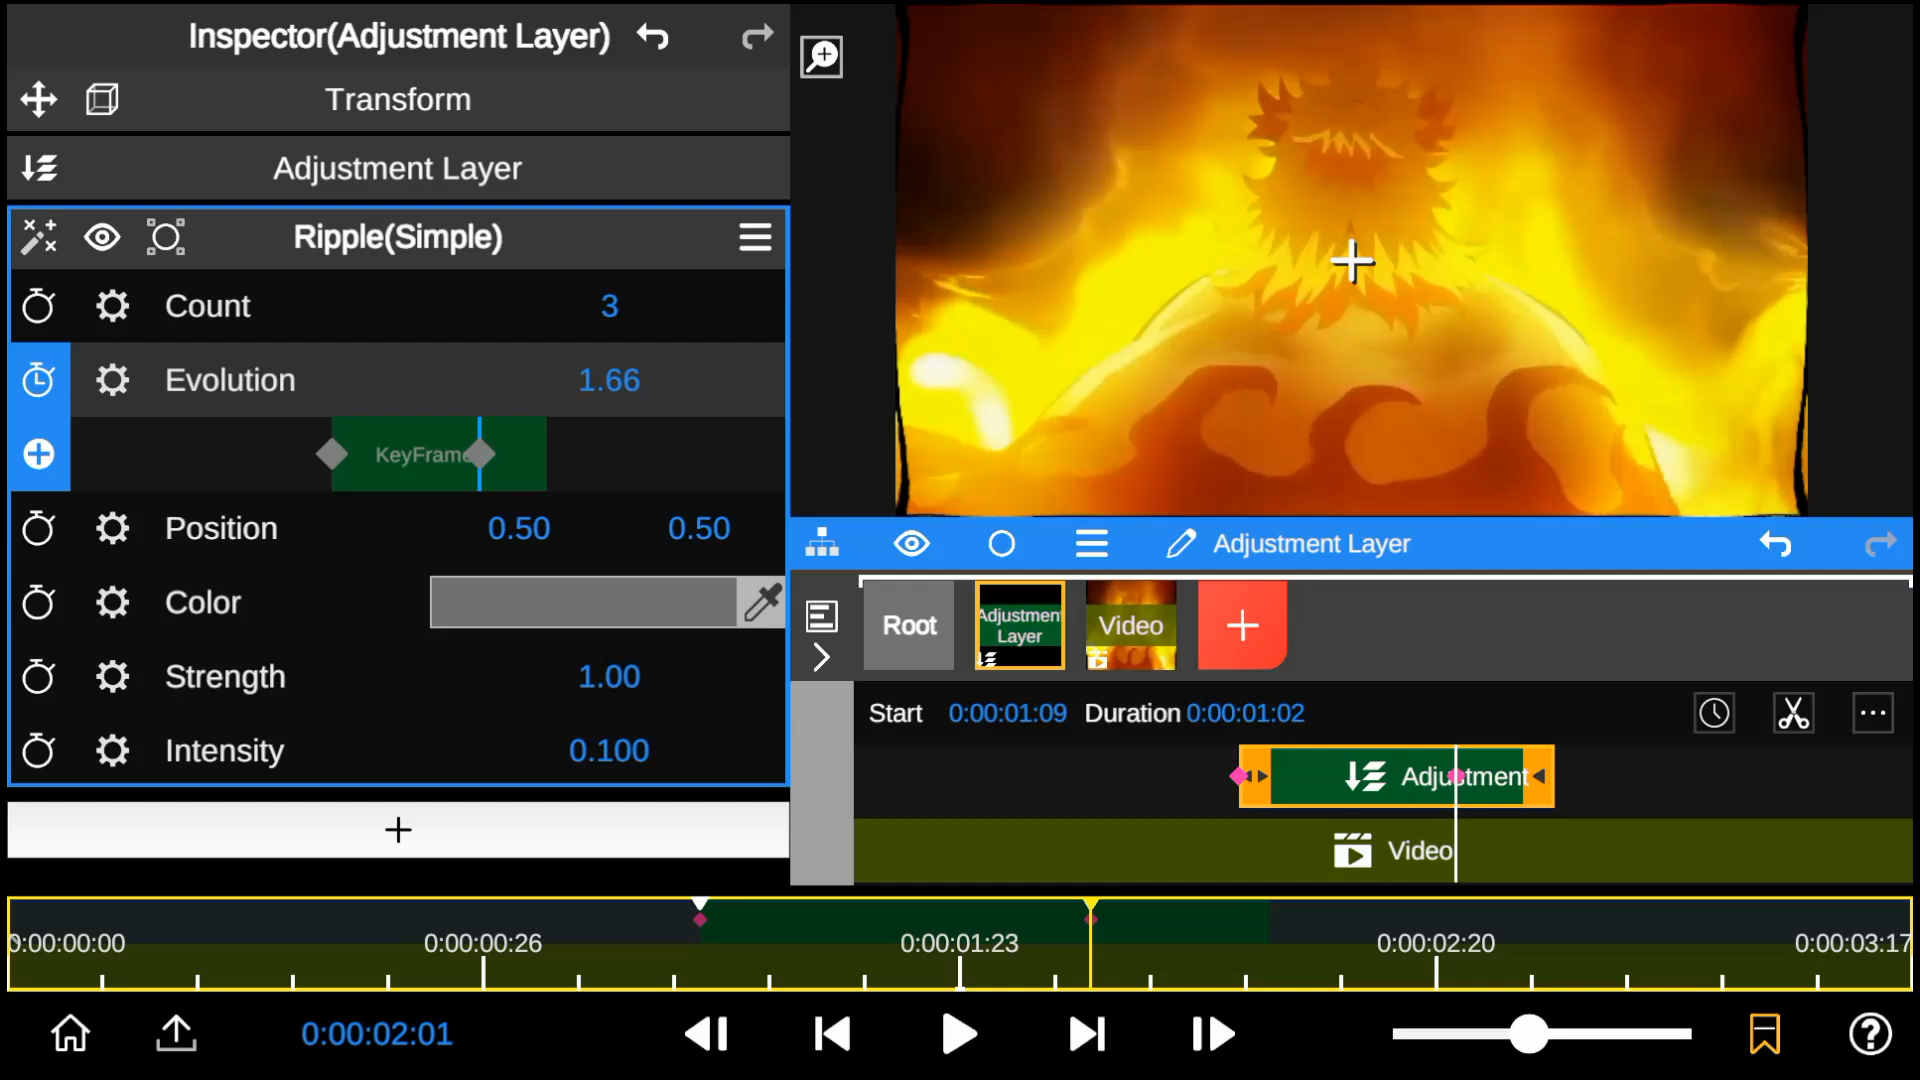 Inspector(Adjustment Layer)
Transform
Adjustment Layer
Ripple(Simple)
Count 3
Evolution 1.66
KeyFrame
Position 0.50 0.50
Color
Strength 1.00
Intensity 0.100
+
Adjustment Layer
Root
Adjustment
Layer
Video
+
Start 0:00:01:09 Duration 0:00:01:02
Adjustment
Video
0:00:00:00 0:00:00:26 0:00:01:23 0:00:02:20 0:00:03:17
0:00:02:01